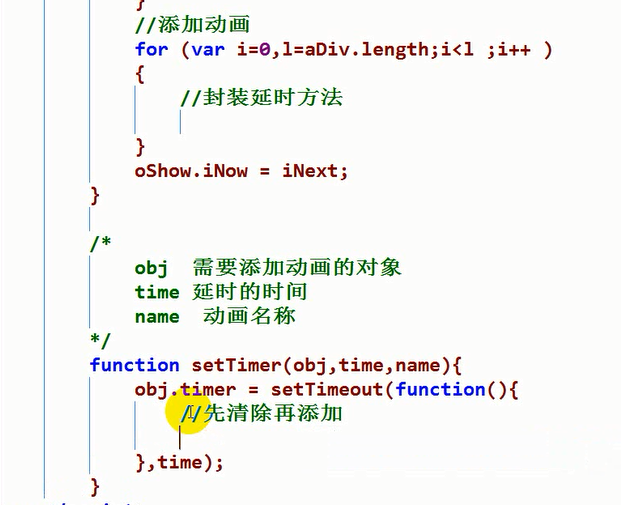 }
//添加动画
for (var i=0,l=aDiv.length;i<l ;i++ )
{
//封装延时方法
}
oShow.iNow = iNext;
}
/*
obj 需要添加动画的对象
time 延时的时间
name 动画名称
*/
function setTimer(obj,time,name){
obj.timer = setTimeout(function(){
//先清除再添加
},time);
}